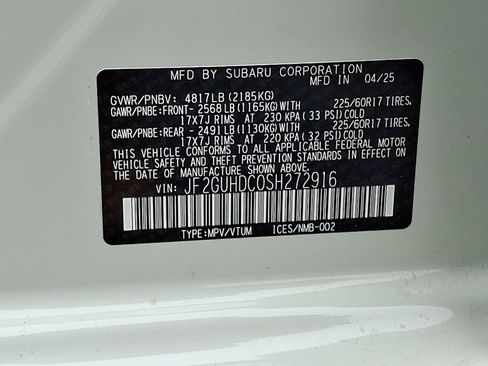 MFD BY SUBARU CORPORATION
MFD IN 04/25
GVWR/PNBV: 4817LB(2185KG)
GAWR/PNBE:FRONT- 2568LB(1165KG)WITH 225/60R17 TIRES,
17X7J RIMS AT 230 KPA( 33 PSI)COLD
GAWR/PNBE:REAR -2491LB(1130KG)WITH 225/60R17 TIRES,
17X7J RIMS AT 220 KPA( 32 PSI)COLD
THIS VEHICLE CONFORMS TO ALL APPLICABLE FEDERAL MOTOR
VEHICLE SAFETY AND THEFT PREVENTION STANDARDS IN EFFECT
ON THE DATE OF MANUFACTURE SHOWN ABOVE.
VIN: JF2GUHDC0SH272916
TYPE:MPV/VTUM ICES/NMB-002